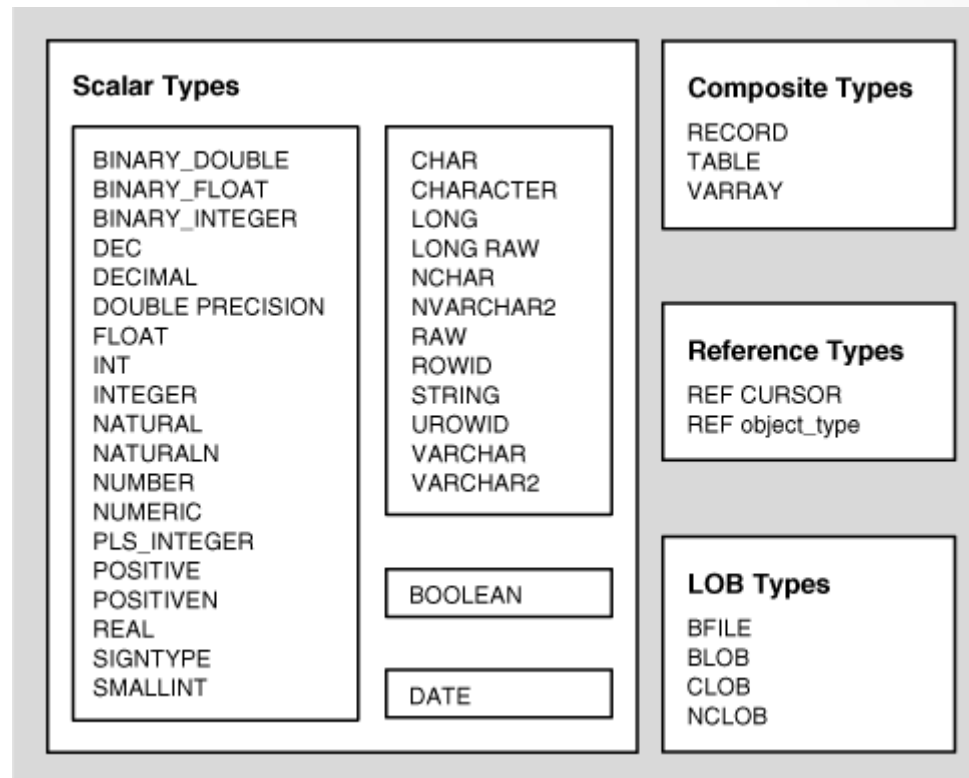 Scalar Types
BINARY_DOUBLE
BINARY_FLOAT
BINARY_INTEGER
DEC
DECIMAL
DOUBLE PRECISION
FLOAT
INT
INTEGER
NATURAL
NATURALN
NUMBER
NUMERIC
PLS_INTEGER
POSITIVE
POSITIVEN
REAL
SIGNTYPE
SMALLINT
CHAR
CHARACTER
LONG
LONG RAW
NCHAR
NVARCHAR2
RAW
ROWID
STRING
UROWID
VARCHAR
VARCHAR2
BOOLEAN
DATE
Composite Types
RECORD
TABLE
VARRAY
Reference Types
REF CURSOR
REF object_type
LOB Types
BFILE
BLOB
CLOB
NCLOB